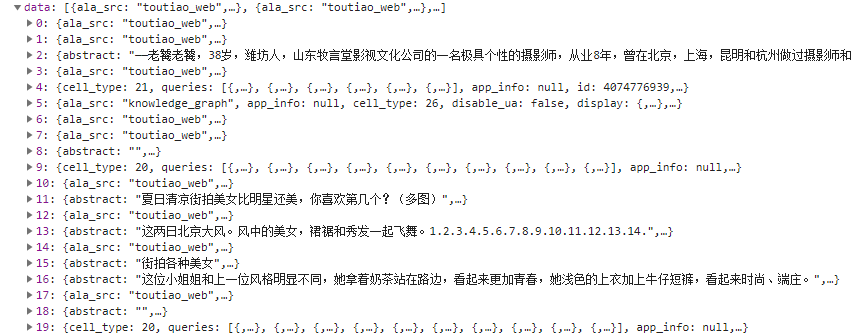 data: [{ala_src: "toutiao_web",…}, {ala_src: "toutiao_web",…},…]
0: {ala_src: "toutiao_web",…}
1: {ala_src: "toutiao_web",…}
2: {abstract: "—老饕老饕，38岁，潍坊人，山东牧言堂影视文化公司的一名极具个性的摄影师，从业8年，曾在北京，上海，昆明和杭州做过摄影师和
3: {ala_src: "toutiao_web",…}
4: {cell_type: 21, queries: [{,…}, {,…}, {,…}, {,…}, {,…}, {,…}], app_info: null, id: 4074776939,…}
5: {ala_src: "knowledge_graph", app_info: null, cell_type: 26, disable_ua: false, display: {,…},…}
6: {ala_src: "toutiao_web",…}
7: {ala_src: "toutiao_web",…}
8: {abstract: "",…}
9: {cell_type: 20, queries: [{,…}, {,…}, {,…}, {,…}, {,…}, {,…}, {,…}, {,…}, {,…}, {,…}], app_info: null,…}
10: {ala_src: "toutiao_web",…}
11: {abstract: "夏日清凉街拍美女比明星还美，你喜欢第几个？（多图）",…}
12: {ala_src: "toutiao_web",…}
13: {abstract: "这两日北京大风。风中的美女，裙裾和秀发一起飞舞。1.2.3.4.5.6.7.8.9.10.11.12.13.14.",…}
14: {ala_src: "toutiao_web",…}
15: {abstract: "街拍各种美女",…}
16: {abstract: "这位小姐姐和上一位风格明显不同，她拿着奶茶站在路边，看起来更加青春，她浅色的上衣加上牛仔短裤，看起来时尚、端庄。",…}
17: {ala_src: "toutiao_web",…}
18: {abstract: "",…}
19: {cell_type: 20, queries: [{,…}, {,…}, {,…}, {,…}, {,…}, {,…}, {,…}, {,…}, {,…}, {,…}], app_info: null,…}